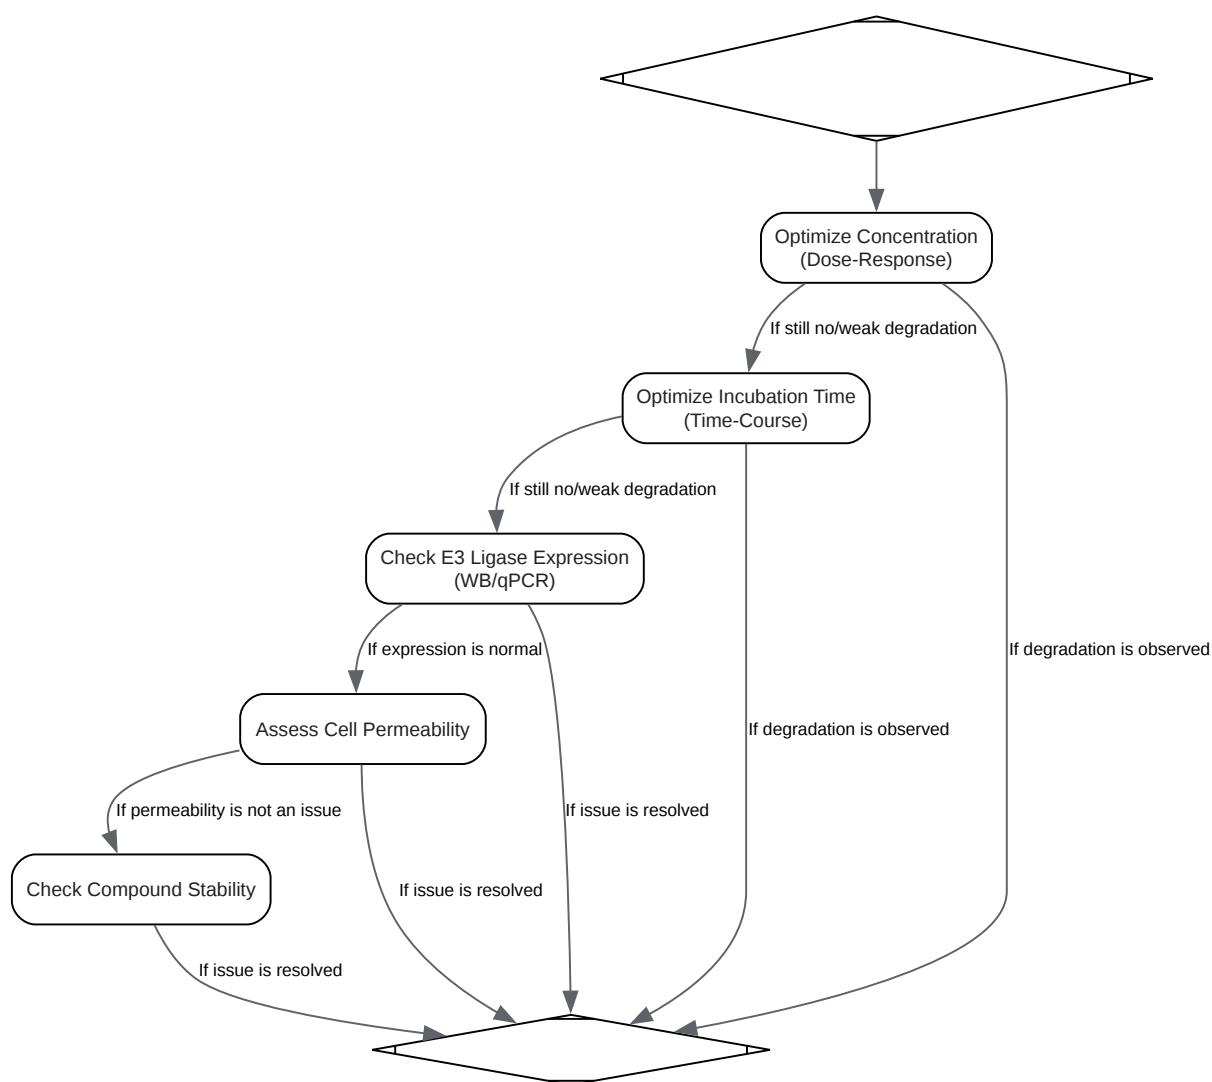 Optimize Concentration
(Dose-Response)
If still no/weak degradation
Optimize Incubation Time
(Time-Course)
If still no/weak degradation
Check E3 Ligase Expression
(WB/qPCR)
If expression is normal
If degradation is observed
Assess Cell Permeability
If degradation is observed
If permeability is not an issue
If issue is resolved
Check Compound Stability
If issue is resolved
If issue is resolved